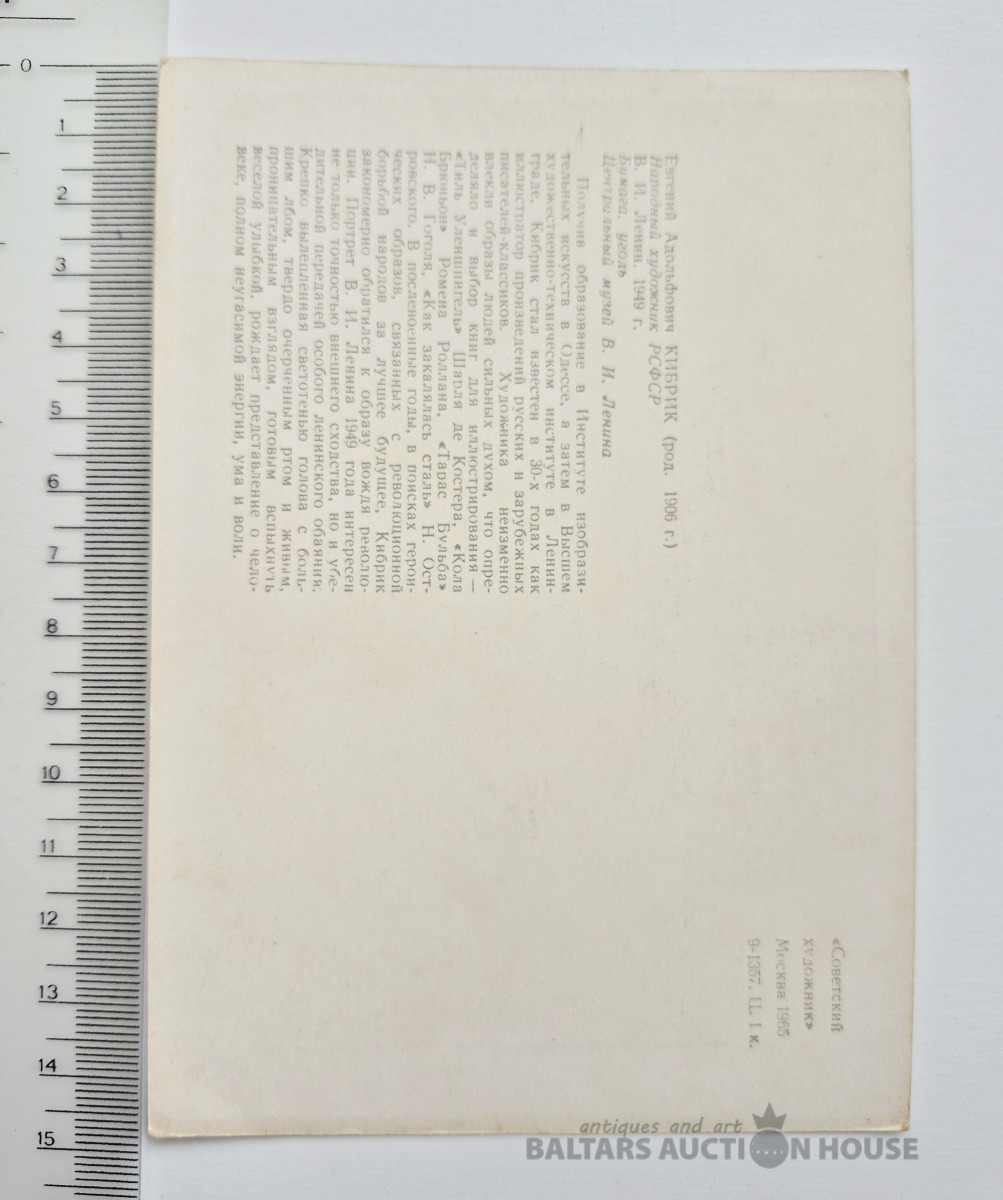 Евгений Адольфович КИБРИК (род. 1906 г.)
Народный художник РСФСР
В. И. Ленин. 1949 г.
Бумага, уголь
Центральный музей В. И. Ленина
Получив образование в Институте изобрази-
тельных искусств в Одессе, а затем в Высшем
художественно-техническом институте в Ленин-
граде, Кибрик стал известен в 30-х годах как
иллюстратор произведений русских и зарубежных
писателей-классиков. Художника неизменно
влекли образы людей сильных духом, что опре-
деляло и выбор книг для иллюстрирования —
«Тиль Уленшпигель» Шарля де Костера, «Кола
Брюньон» Ромена Роллана, «Тарас Бульба»
Н. В. Гоголя, «Как закалялась сталь» Н. Ост-
ровского. В послевоенные годы, в поисках герои-
ческих образов, связанных с революционной
борьбой народов за лучшее будущее, Кибрик
закономерно обратился к образу вождя револю-
ции. Портрет В. И. Ленина 1949 года интересен
не только точностью внешнего сходства, но и убе-
дительной передачей особого ленинского обаяния.
Крепко вылепленная светотенью голова с боль-
шим лбом, твердо очерченным ртом и живым,
проницательным взглядом, готовым вспыхнуть
веселой улыбкой, рождает представление о чело-
веке, полном неугасимой энергии, ума и воли.
«Советский
художник»
Москва 1965
9-1357. Ц. 1 к.
0
1
2
3
4
5
6
7
8
9
10
11
12
13
14
15
antiques and art
BALTARS AUCTION HOUSE